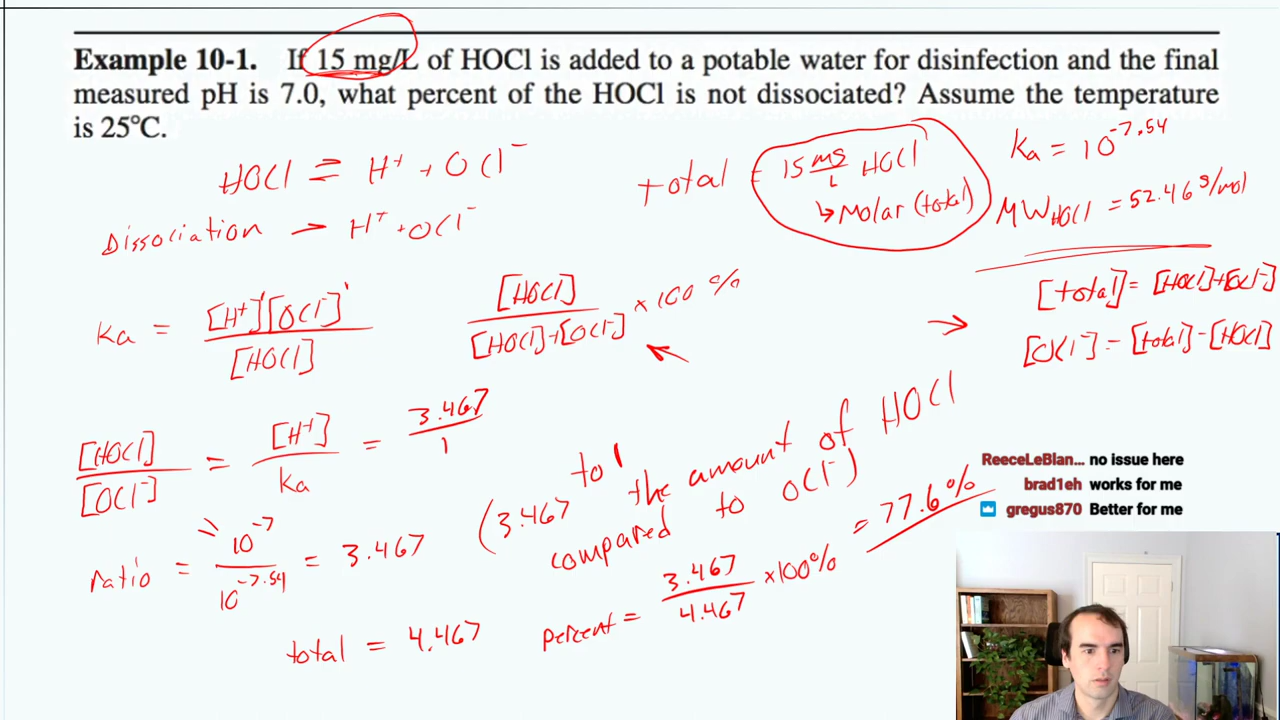 Example 10-1. If 15 mg/L of HOCl is added to a potable water for disinfection and the final
measured pH is 7.0, what percent of the HOCl is not dissociated? Assume the temperature
is 25°C.
HOCl ⇌ H⁺ + OCl⁻
total = 15 mg/L HOCl
↳ Molar (total)
Ka = 10^-7.54
MW_HOCl = 52.46 g/mol
Dissociation → H⁺ + OCl⁻
[total] = [HOCl]+[OCl⁻]
[OCl⁻] = [total] - [HOCl]
Ka = [H⁺]¹[OCl⁻]¹ / [HOCl]
[HOCl] / [HOCl]+[OCl⁻] × 100 %
[HOCl] / [OCl⁻] = [H⁺] / Ka = 3.467 / 1
ratio = 10^-7 / 10^-7.54 = 3.467
(3.467 to 1 the amount of HOCl
compared to OCl⁻)
total = 4.467
percent = 3.467 / 4.467 × 100% = 77.6%
ReeceLeBlan... no issue here
brad1eh works for me
gregus870 Better for me